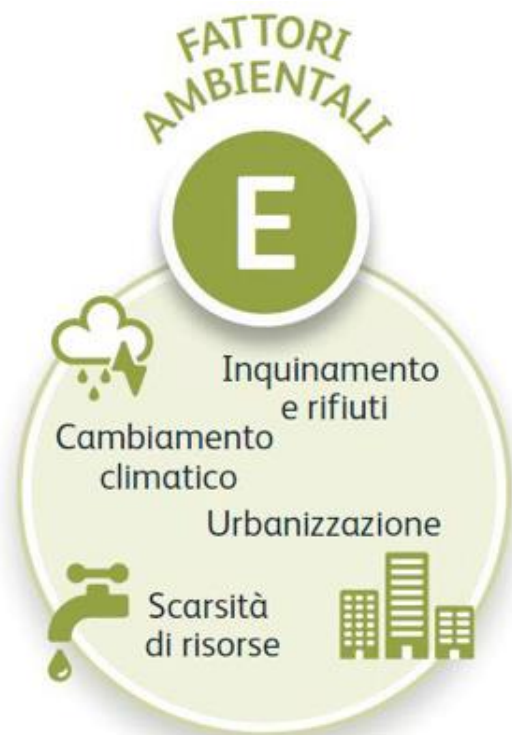 FATTORI
AMBIENTALI
E
Inquinamento
e rifiuti
Cambiamento
climatico
Urbanizzazione
Scarsità
di risorse